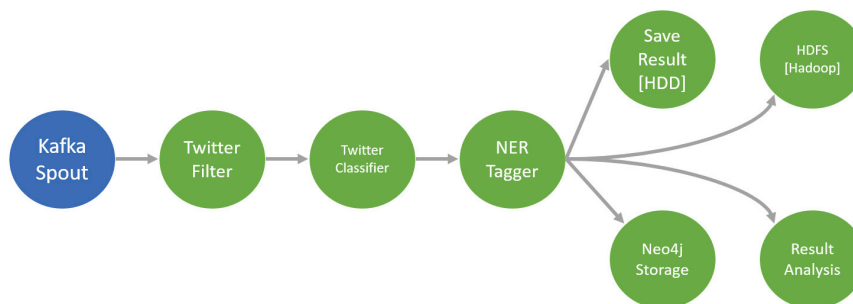 Kafka
Spout
Twitter
Filter
Twitter
Classifier
NER
Tagger
Save
Result
[HDD]
HDFS
[Hadoop]
Neo4j
Storage
Result
Analysis